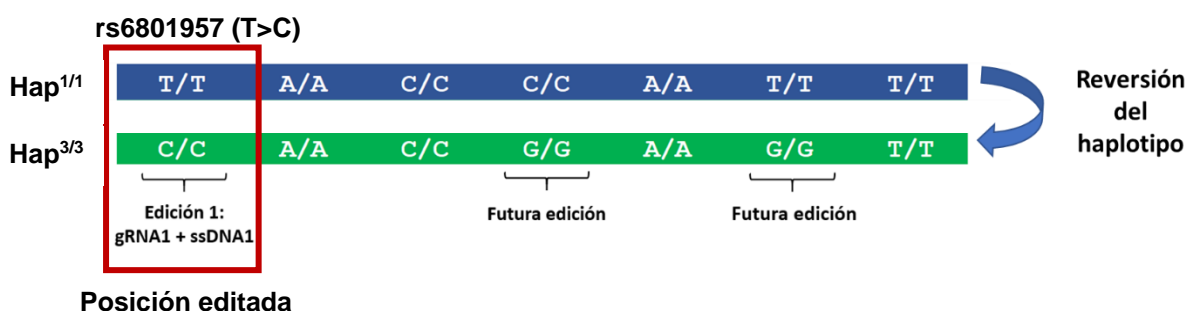 rs6801957 (T>C)
Hap1/1 T/T A/A C/C C/C A/A T/T T/T
Hap3/3 C/C A/A C/C G/G A/A G/G T/T
Reversión
del
haplotipo
Edición 1:
gRNA1 + ssDNA1
Futura edición
Futura edición
Posición editada